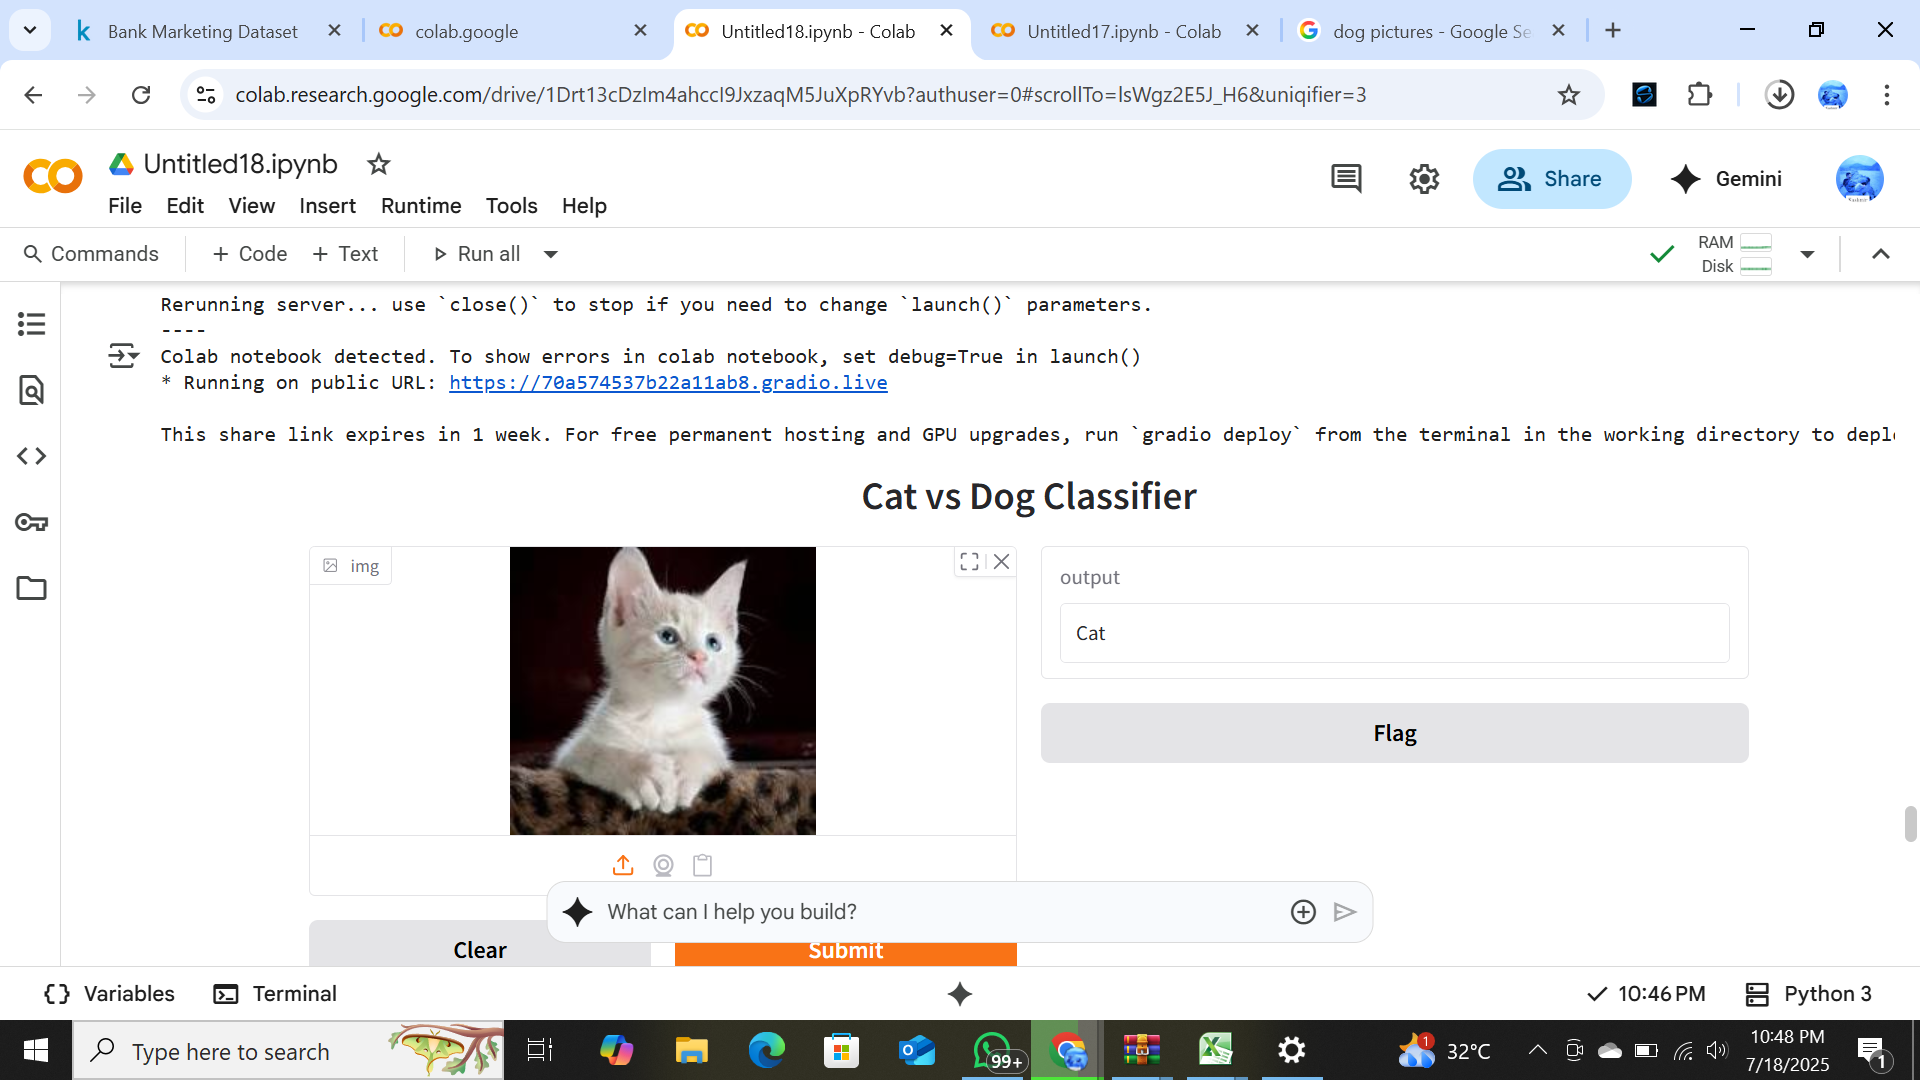 Bank Marketing Dataset
colab.google
Untitled18.ipynb - Colab
Untitled17.ipynb - Colab
dog pictures - Google Se
colab.research.google.com/drive/1Drt13cDzIm4ahccI9JxzaqM5JuXpRYvb?authuser=0#scrollTo=lsWgz2E5J_H6&uniqifier=3
Untitled18.ipynb
Share
Gemini
File Edit View Insert Runtime Tools Help
Commands + Code + Text Run all
RAM
Disk
Rerunning server... use `close()` to stop if you need to change `launch()` parameters.
----
Colab notebook detected. To show errors in colab notebook, set debug=True in launch()
* Running on public URL: https://70a574537b22a11ab8.gradio.live
This share link expires in 1 week. For free permanent hosting and GPU upgrades, run `gradio deploy` from the terminal in the working directory to deplo
Cat vs Dog Classifier
img
output
Cat
Flag
What can I help you build?
Clear
Submit
Variables
Terminal
10:46 PM
Python 3
Type here to search
99+
1
32°C
10:48 PM
7/18/2025
1